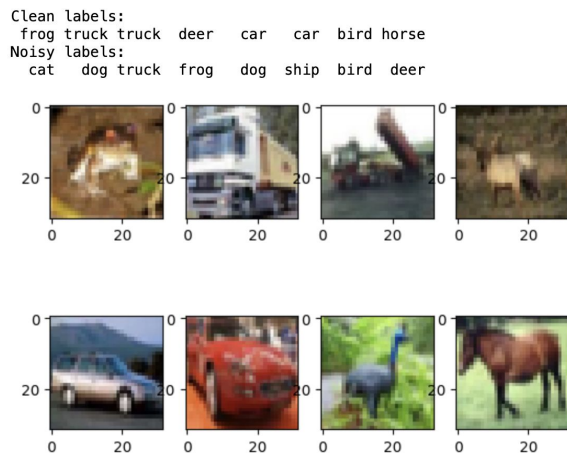 Clean labels:
frog truck truck deer car car bird horse
Noisy labels:
cat dog truck frog dog ship bird deer
0 0 0 0
20 20 20 20
0 20 0 20 0 20 0 20
0 0 0 0
20 20 20 20
0 20 0 20 0 20 0 20